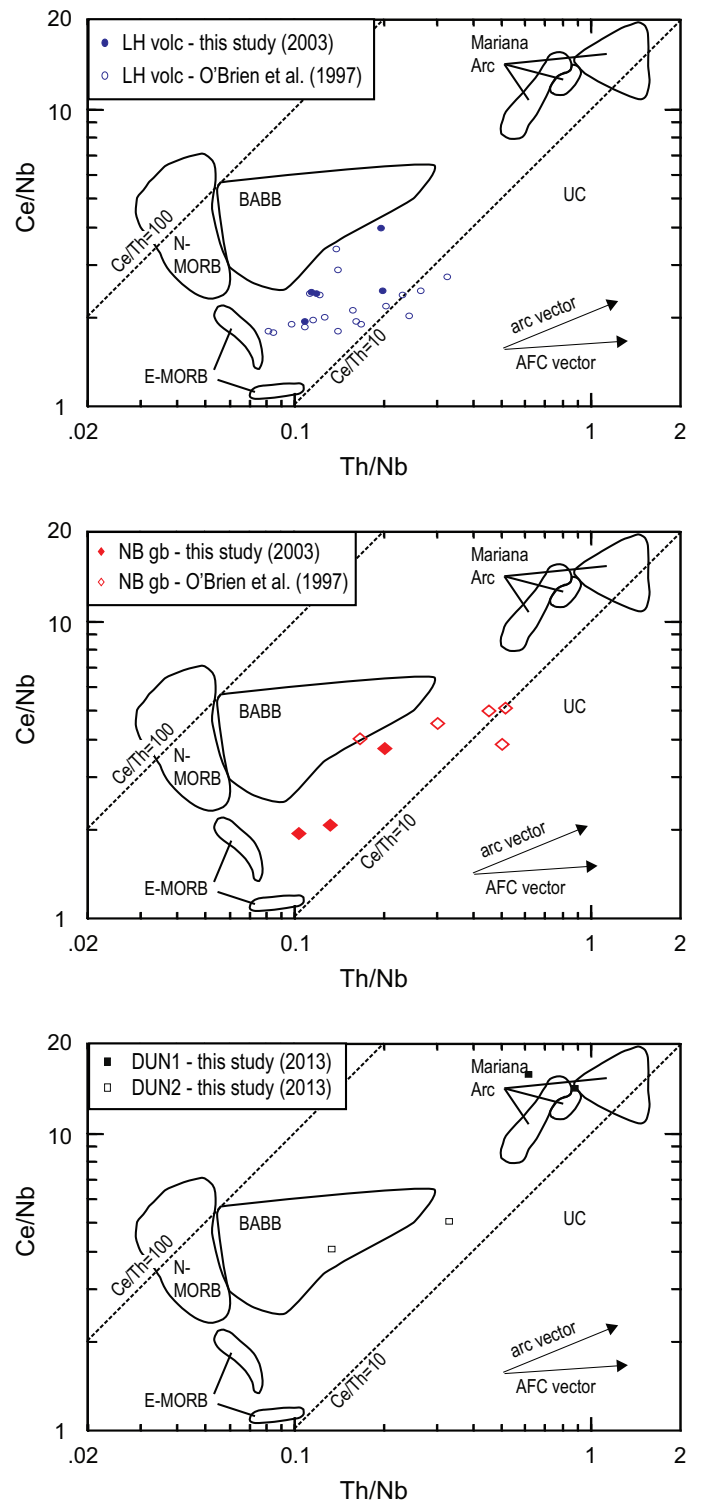 20
LH volc - this study (2003)
LH volc - O'Brien et al. (1997)
Mariana
Arc
10
Ce/Nb
Ce/Th=100
BABB
UC
N-
MORB
arc vector
AFC vector
Ce/Th=10
E-MORB
1
.02
0.1
1
2
Th/Nb
20
NB gb - this study (2003)
NB gb - O'Brien et al. (1997)
Mariana
Arc
10
Ce/Nb
Ce/Th=100
BABB
UC
N-
MORB
arc vector
AFC vector
Ce/Th=10
E-MORB
1
.02
0.1
1
2
Th/Nb
20
DUN1 - this study (2013)
DUN2 - this study (2013)
Mariana
Arc
10
Ce/Nb
Ce/Th=100
BABB
UC
N-
MORB
arc vector
AFC vector
Ce/Th=10
E-MORB
1
.02
0.1
1
2
Th/Nb